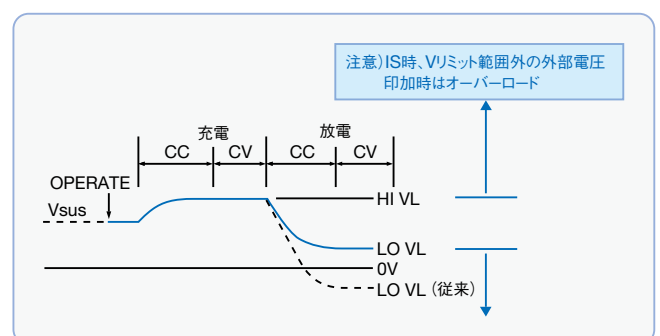 注意）IS時、Vリミット範囲外の外部電圧
印加時はオーバーロード
充電
放電
CC
CV
CC
CV
OPERATE
Vsus
HI VL
LO VL
0V
LO VL（従来）